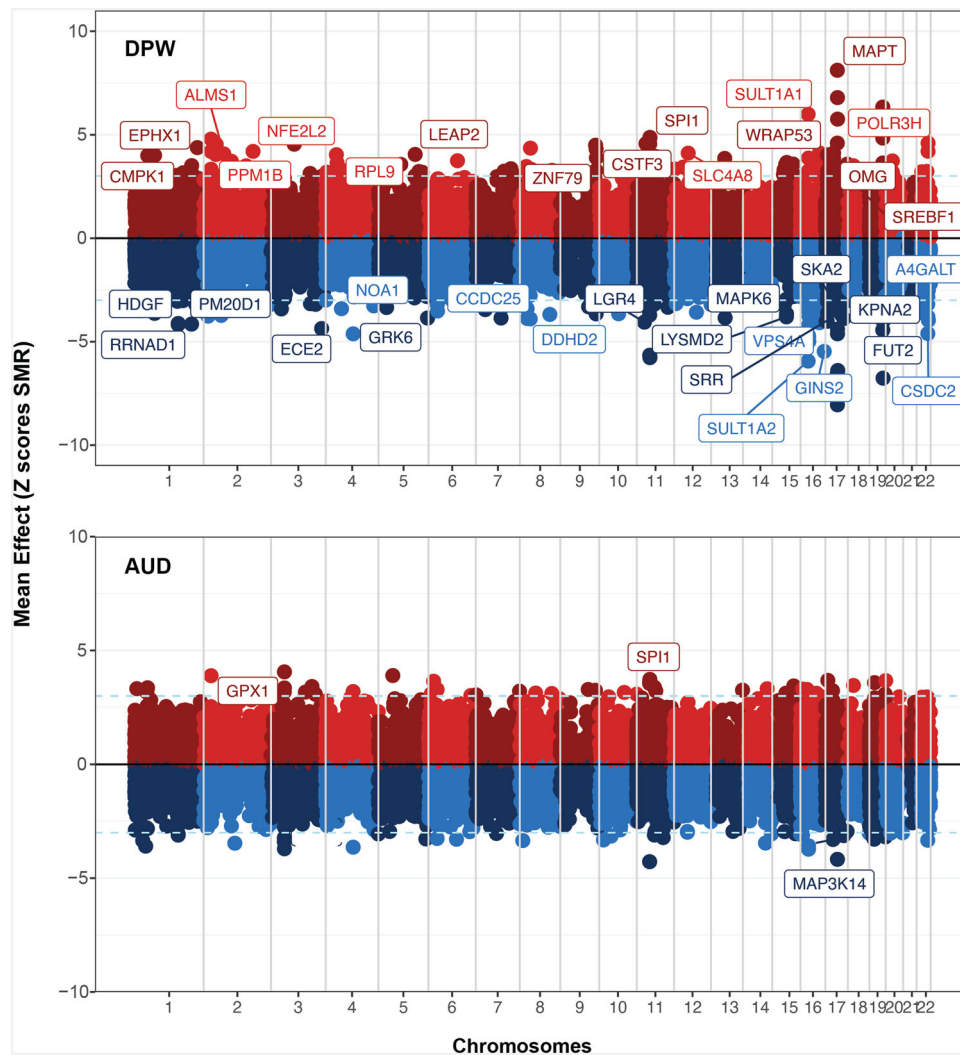 10
DPW
MAPT
ALMS1
SULT1A1
SPI1
EPHX1
NFE2L2
LEAP2
WRAP53
POLR3H
5
CMPK1
PPM1B
RPL9
ZNF79
CSTF3
SLC4A8
OMG
SREBF1
0
SKA2
A4GALT
HDGF
PM20D1
NOA1
CCDC25
LGR4
MAPK6
KPNA2
−5
RRNAD1
ECE2
GRK6
DDHD2
LYSMD2
VPS4A
FUT2
SRR
GINS2
CSDC2
SULT1A2
−10
1 2 3 4 5 6 7 8 9 10 11 12 13 14 15 16 17 18 19 20 21 22
Mean Effect (Z scores SMR)
10
AUD
5
SPI1
GPX1
0
−5
MAP3K14
−10
1 2 3 4 5 6 7 8 9 10 11 12 13 14 15 16 17 18 19 20 21 22
Chromosomes